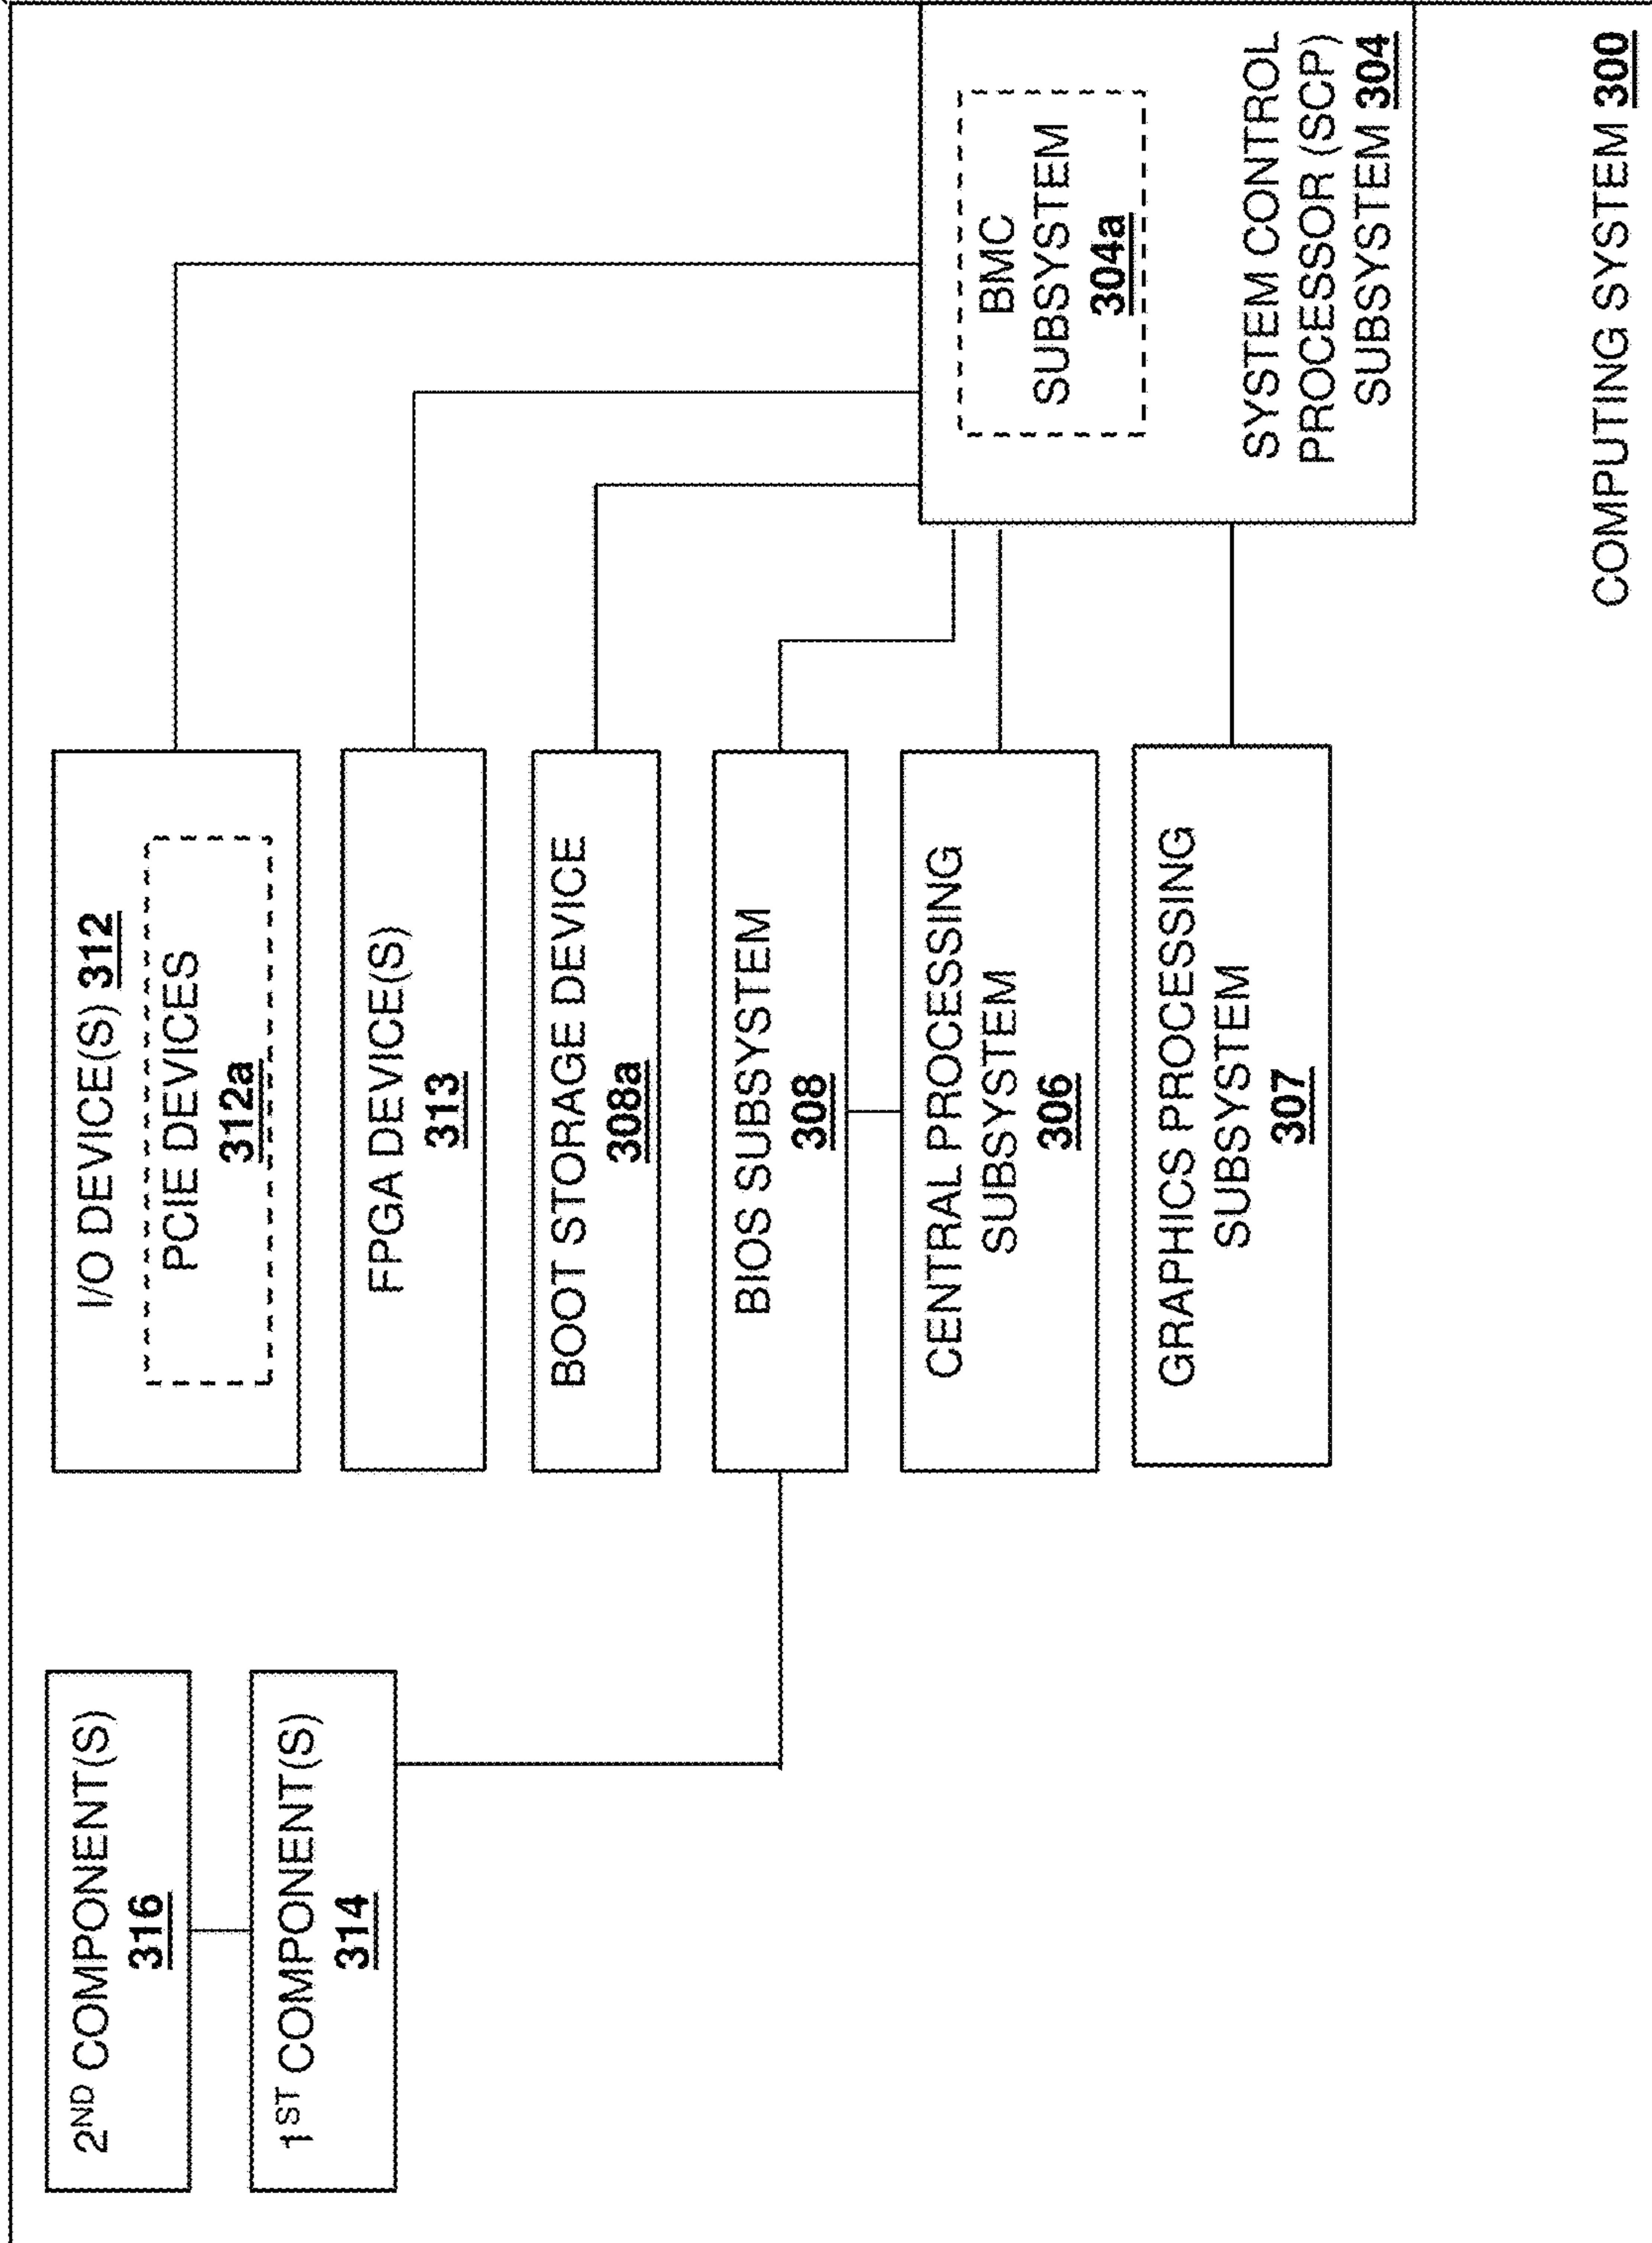 2ND COMPONENT(S)
316
1ST COMPONENT(S)
314
I/O DEVICE(S) 312
PCIE DEVICES
312a
FPGA DEVICE(S)
313
BOOT STORAGE DEVICE
308a
BIOS SUBSYSTEM
308
CENTRAL PROCESSING
SUBSYSTEM
306
GRAPHICS PROCESSING
SUBSYSTEM
307
BMC
SUBSYSTEM
304a
SYSTEM CONTROL
PROCESSOR (SCP)
SUBSYSTEM 304
COMPUTING SYSTEM 300